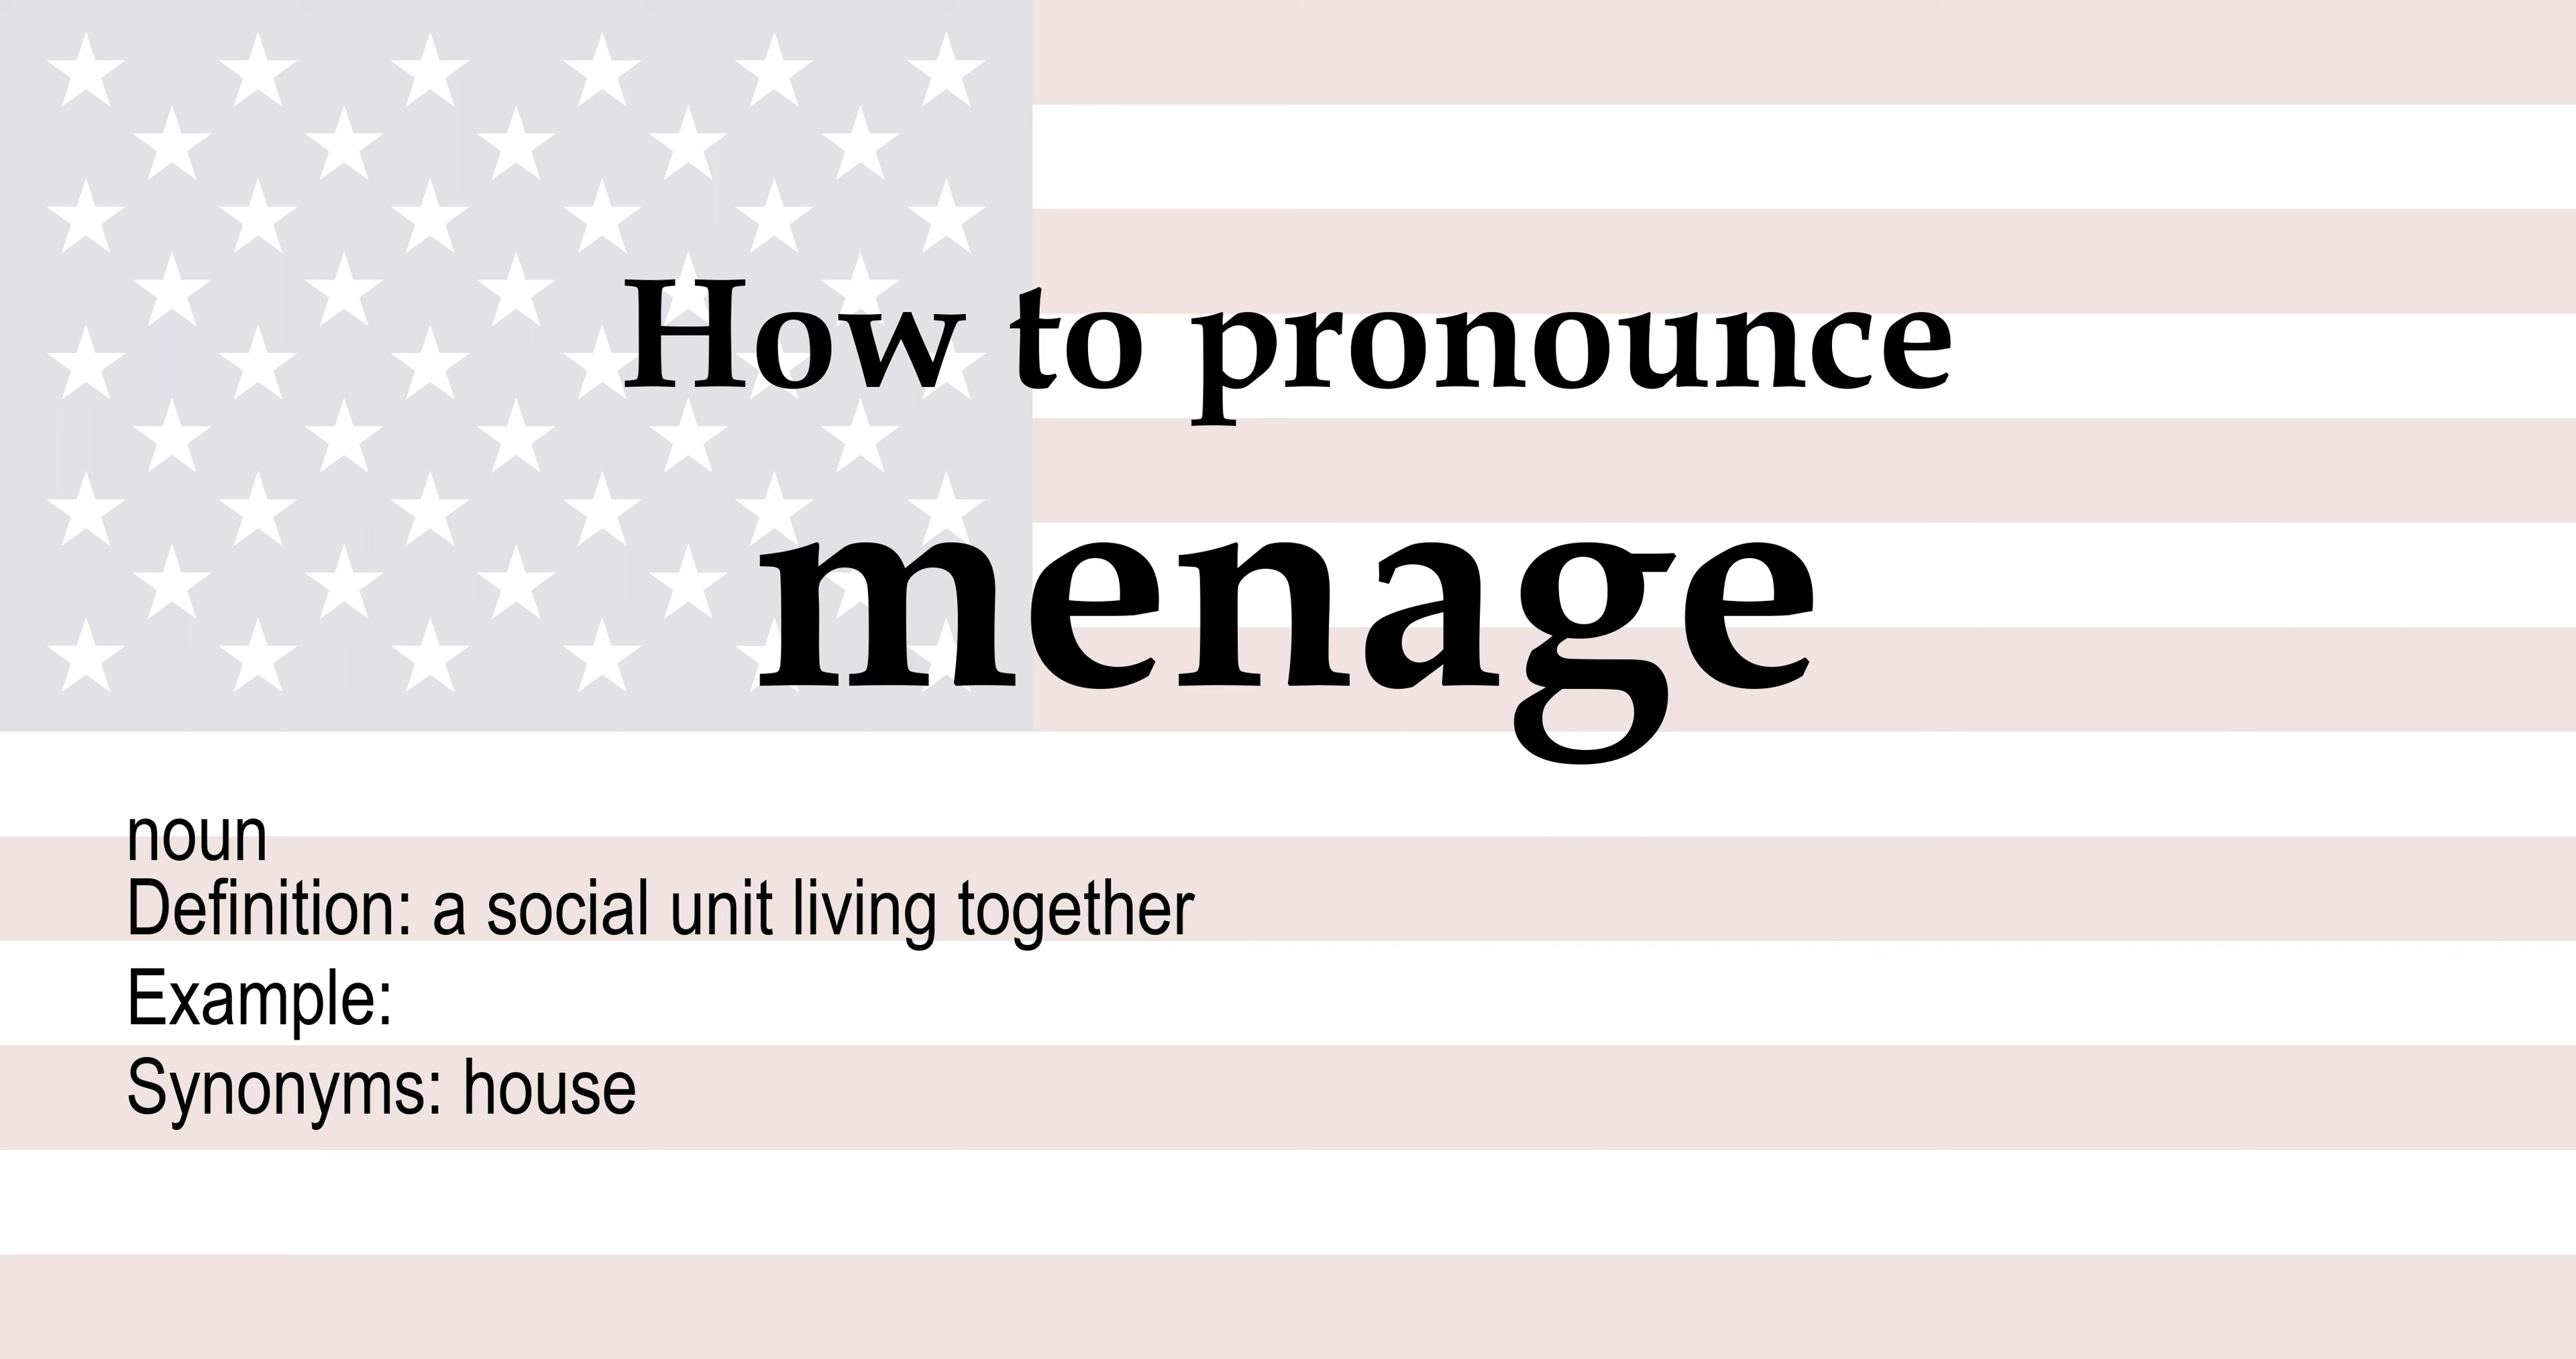 How to pronounce
menage
noun
Definition: a social unit living together
Example:
Synonyms: house